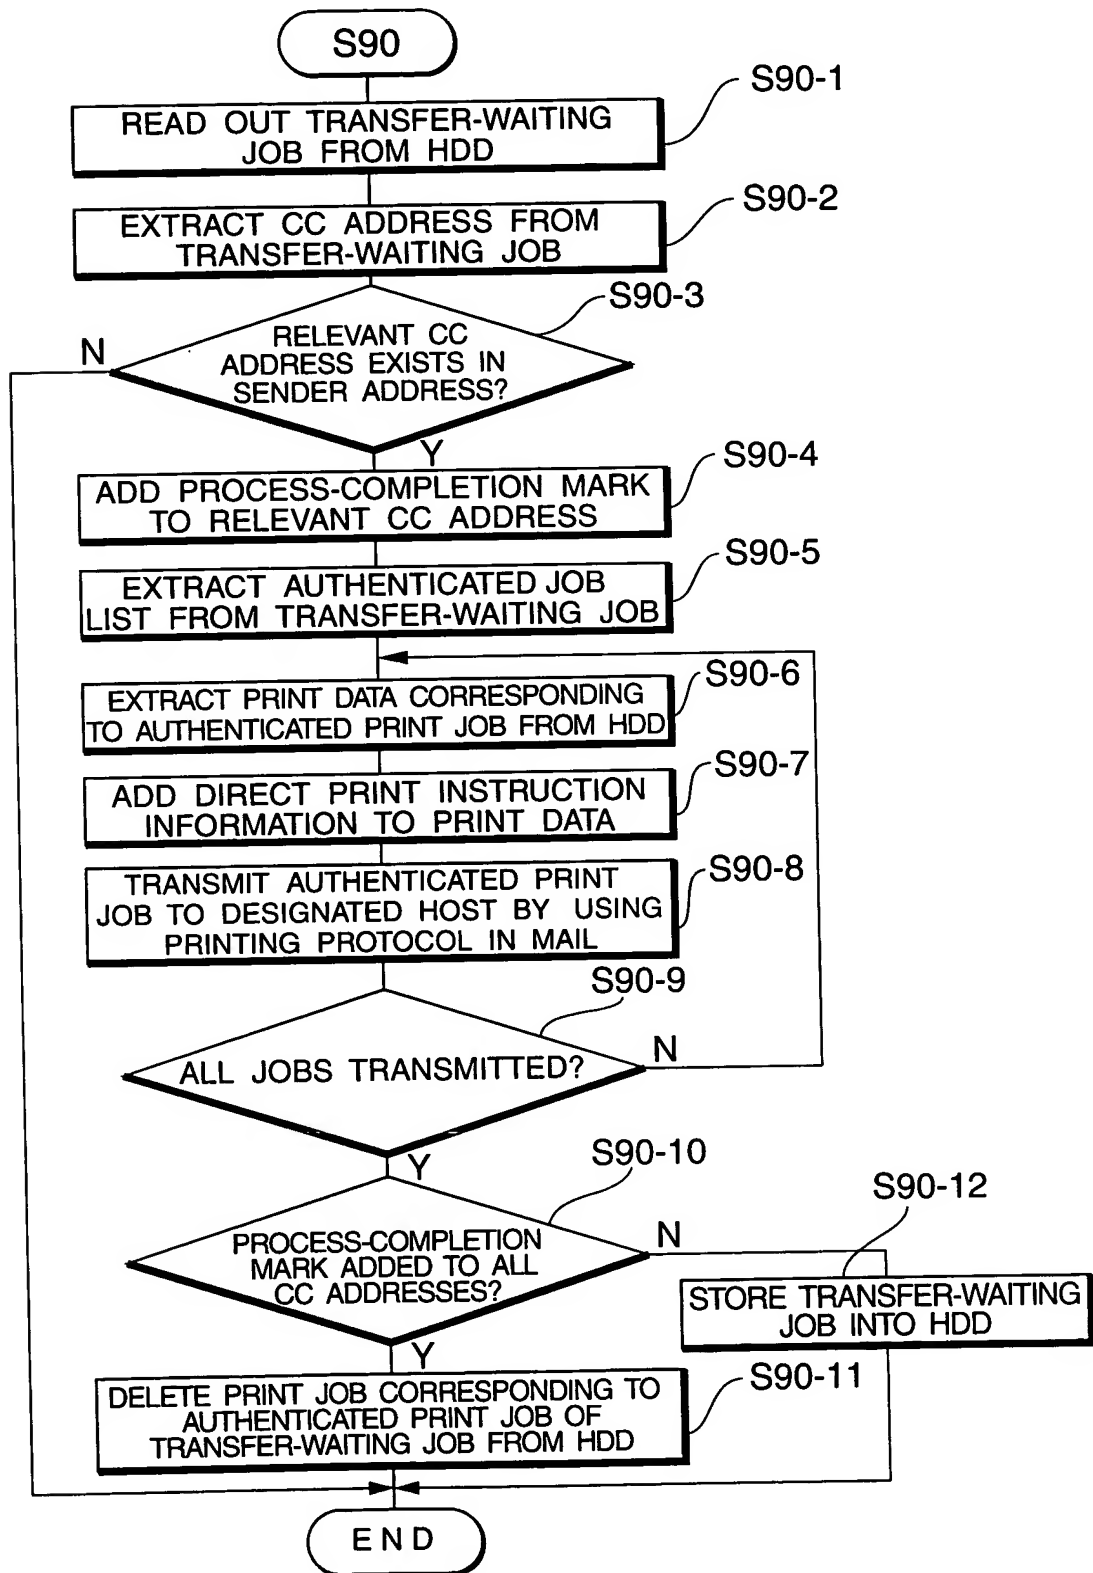 S90
S90-1
READ OUT TRANSFER-WAITING
JOB FROM HDD
S90-2
EXTRACT CC ADDRESS FROM
TRANSFER-WAITING JOB
S90-3
RELEVANT CC
ADDRESS EXISTS IN
SENDER ADDRESS?
N
Y
S90-4
ADD PROCESS-COMPLETION MARK
TO RELEVANT CC ADDRESS
S90-5
EXTRACT AUTHENTICATED JOB
LIST FROM TRANSFER-WAITING JOB
S90-6
EXTRACT PRINT DATA CORRESPONDING
TO AUTHENTICATED PRINT JOB FROM HDD
S90-7
ADD DIRECT PRINT INSTRUCTION
INFORMATION TO PRINT DATA
S90-8
TRANSMIT AUTHENTICATED PRINT
JOB TO DESIGNATED HOST BY USING
PRINTING PROTOCOL IN MAIL
S90-9
ALL JOBS TRANSMITTED?
N
Y
S90-10
PROCESS-COMPLETION
MARK ADDED TO ALL
CC ADDRESSES?
N
Y
S90-12
STORE TRANSFER-WAITING
JOB INTO HDD
S90-11
DELETE PRINT JOB CORRESPONDING TO
AUTHENTICATED PRINT JOB OF
TRANSFER-WAITING JOB FROM HDD
END